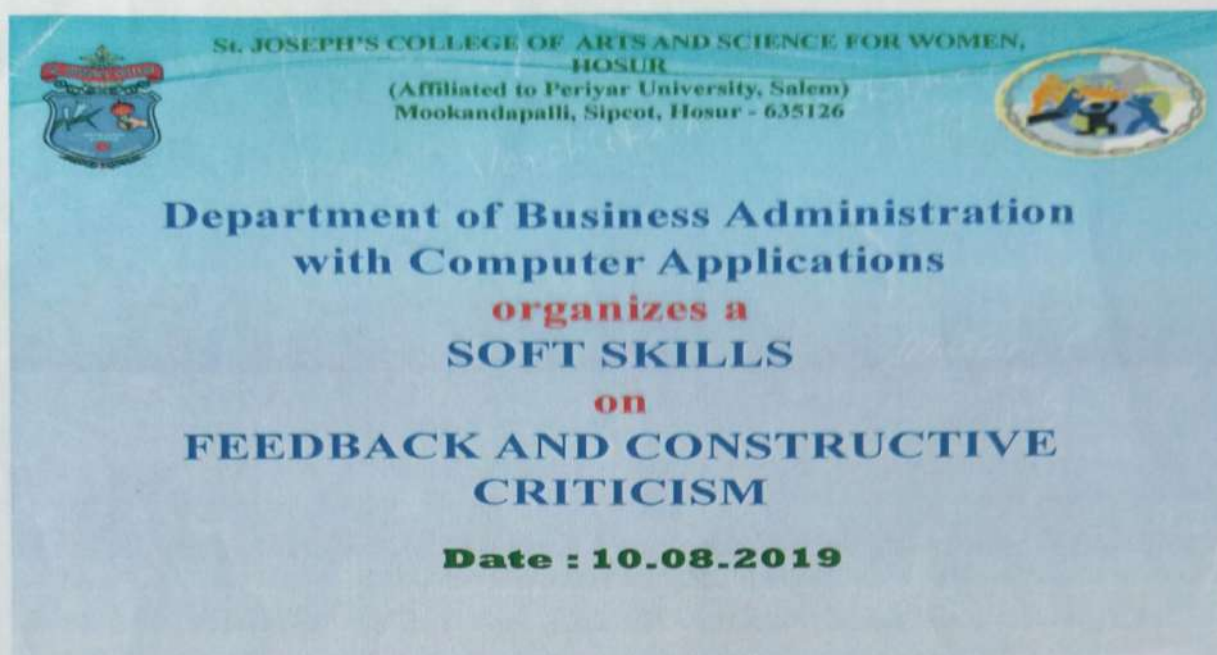 St. JOSEPH'S COLLEGE OF ARTS AND SCIENCE FOR WOMEN,
HOSUR
(Affiliated to Periyar University, Salem)
Mookandapalli, Sipcot, Hosur - 635126
Department of Business Administration
with Computer Applications
organizes a
SOFT SKILLS
on
FEEDBACK AND CONSTRUCTIVE
CRITICISM
Date : 10.08.2019